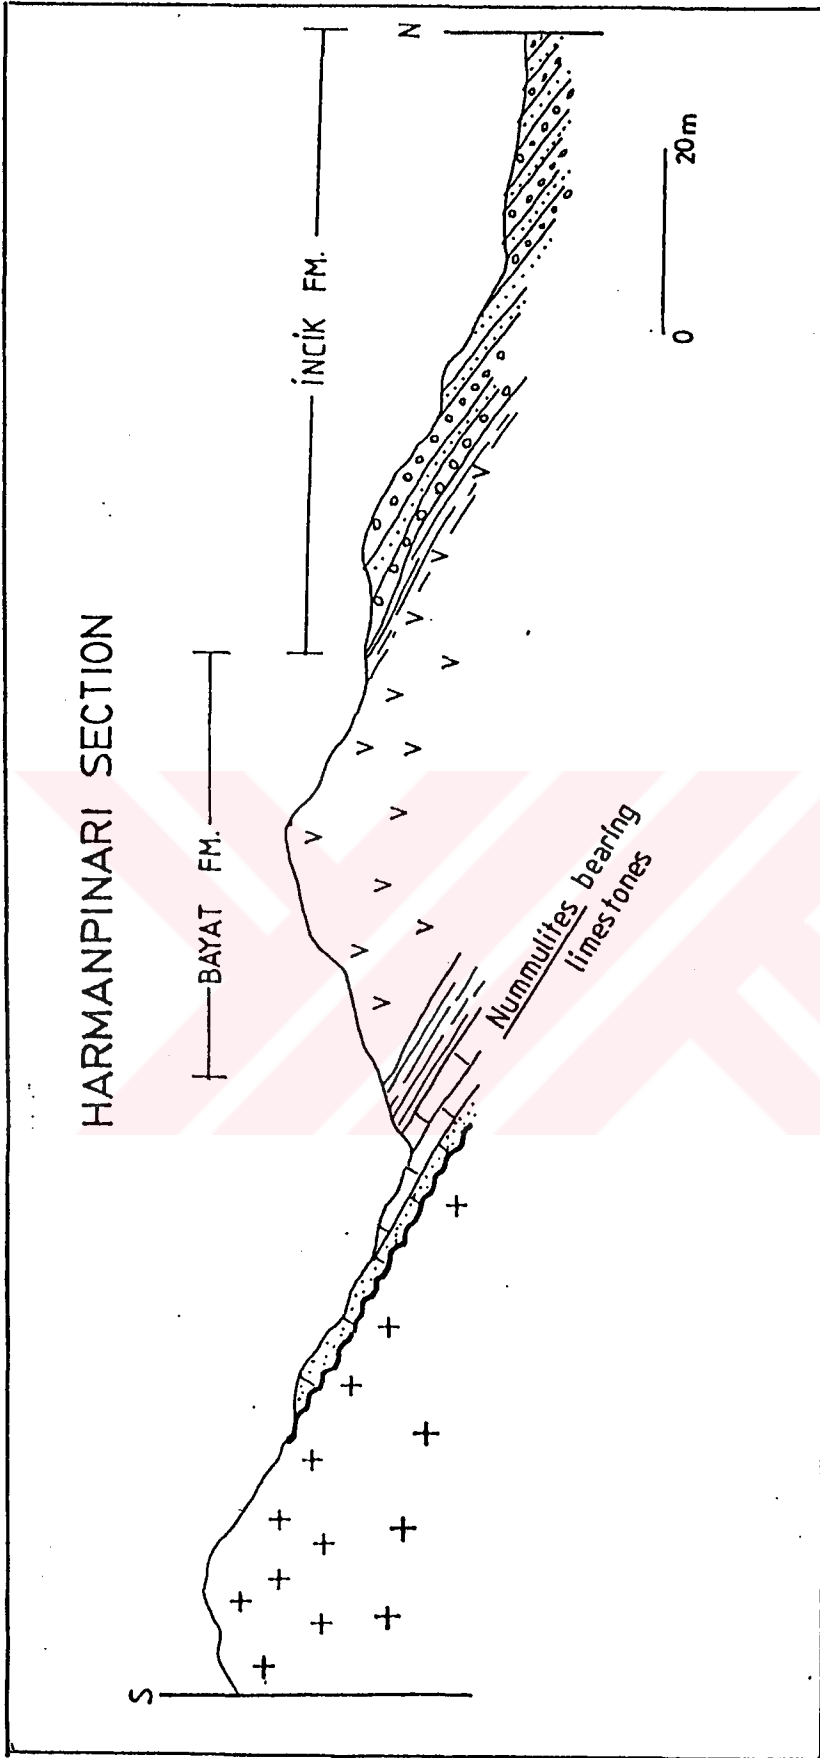 HARMANPINARI SECTION
BAYAT FM.
İNCİK FM.
S
N
Nummulites bearing
limestones
0 20m